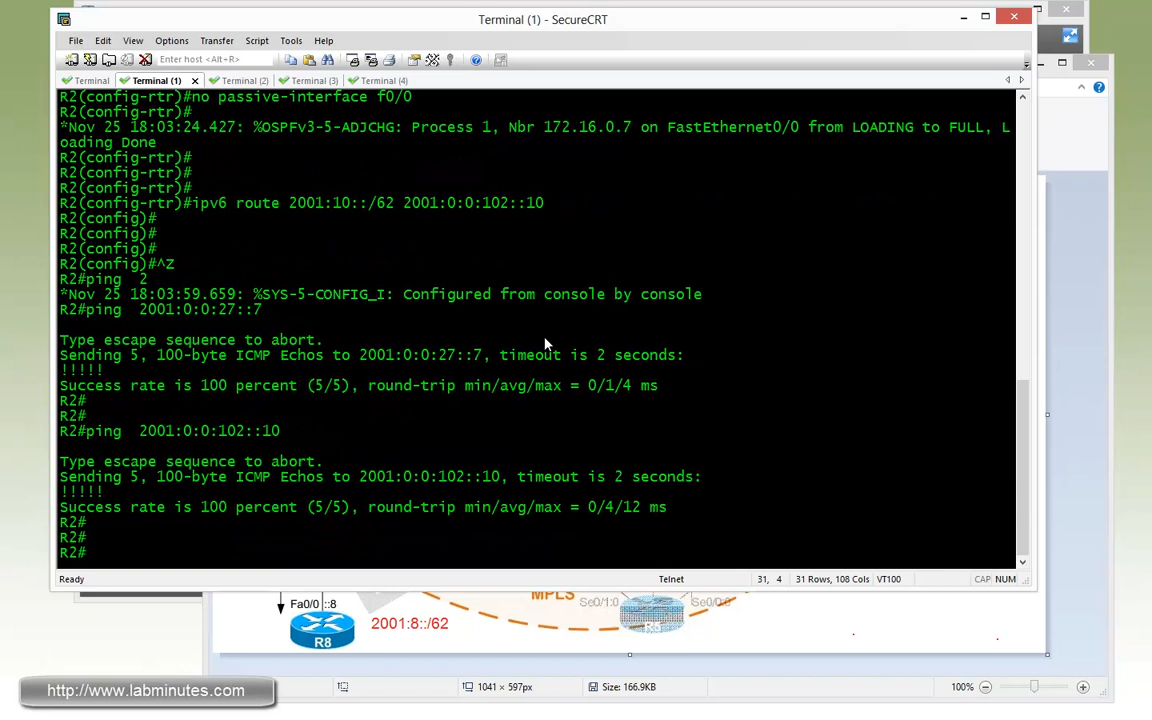 Terminal (1) - SecureCRT
File Edit View Options Transfer Script Tools Help
Enter host <Alt+R>
Terminal Terminal (1) Terminal (2) Terminal (3) Terminal (4)
R2(config-rtr)#no passive-interface f0/0
R2(config-rtr)#
*Nov 25 18:03:24.427: %OSPFv3-5-ADJCHG: Process 1, Nbr 172.16.0.7 on FastEthernet0/0 from LOADING to FULL, L
oading Done
R2(config-rtr)#
R2(config-rtr)#
R2(config-rtr)#
R2(config-rtr)#ipv6 route 2001:10::/62 2001:0:0:102::10
R2(config)#
R2(config)#
R2(config)#
R2(config)#^Z
R2#ping  2
*Nov 25 18:03:59.659: %SYS-5-CONFIG_I: Configured from console by console
R2#ping  2001:0:0:27::7
Type escape sequence to abort.
Sending 5, 100-byte ICMP Echos to 2001:0:0:27::7, timeout is 2 seconds:
!!!!!
Success rate is 100 percent (5/5), round-trip min/avg/max = 0/1/4 ms
R2#
R2#
R2#ping  2001:0:0:102::10
Type escape sequence to abort.
Sending 5, 100-byte ICMP Echos to 2001:0:0:102::10, timeout is 2 seconds:
!!!!!
Success rate is 100 percent (5/5), round-trip min/avg/max = 0/4/12 ms
R2#
R2#
R2#
Ready Telnet 31, 4 31 Rows, 108 Cols VT100 CAP NUM
MPLS Se0/1:0 Se0/0:0
Fa0/0 ::8
2001:8::/62
R8
http://www.labminutes.com
1041 × 597px Size: 166.9KB 100%